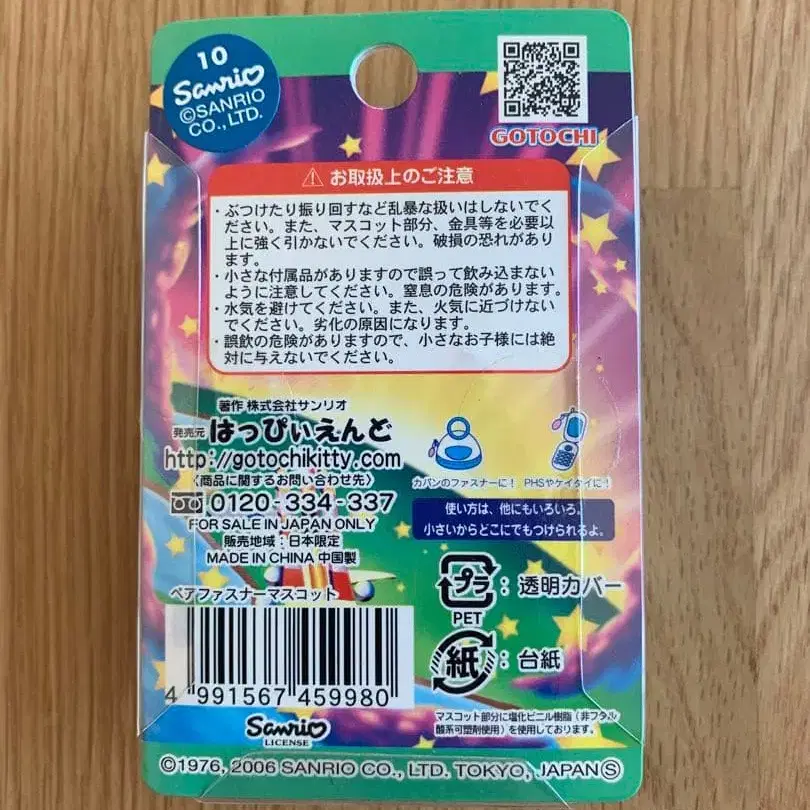 10
Sanrio
©SANRIO
CO., LTD.
GOTOCHI
⚠ お取扱上のご注意
・ぶつけたり振り回すなど乱暴な扱いはしないでく
ださい。また、マスコット部分、金具等を必要以
上に強く引かないでください。破損の恐れがあり
ます。
・小さな付属品がありますので誤って飲み込まない
ように注意してください。窒息の危険があります。
・水気を避けてください。また、火気に近づけない
でください。劣化の原因になります。
・誤飲の危険がありますので、小さなお子様には絶
対に与えないでください。
著作 株式会社サンリオ
発売元 はっぴぃえんど
http://gotochikitty.com
〈商品に関するお問い合わせ先〉
0120-334-337
FOR SALE IN JAPAN ONLY
販売地域:日本限定
MADE IN CHINA 中国製
カバンのファスナーに! PHSやケイタイに!
使い方は、他にもいろいろ。
小さいからどこにでもつけられるよ。
プラ:透明カバー
PET
紙:台紙
ペアファスナーマスコット
4 991567 459980
Sanrio
LICENSE
マスコット部分に塩化ビニル樹脂(非フタル
酸系可塑剤使用)を使用しております。
©1976, 2006 SANRIO CO., LTD. TOKYO, JAPAN Ⓢ